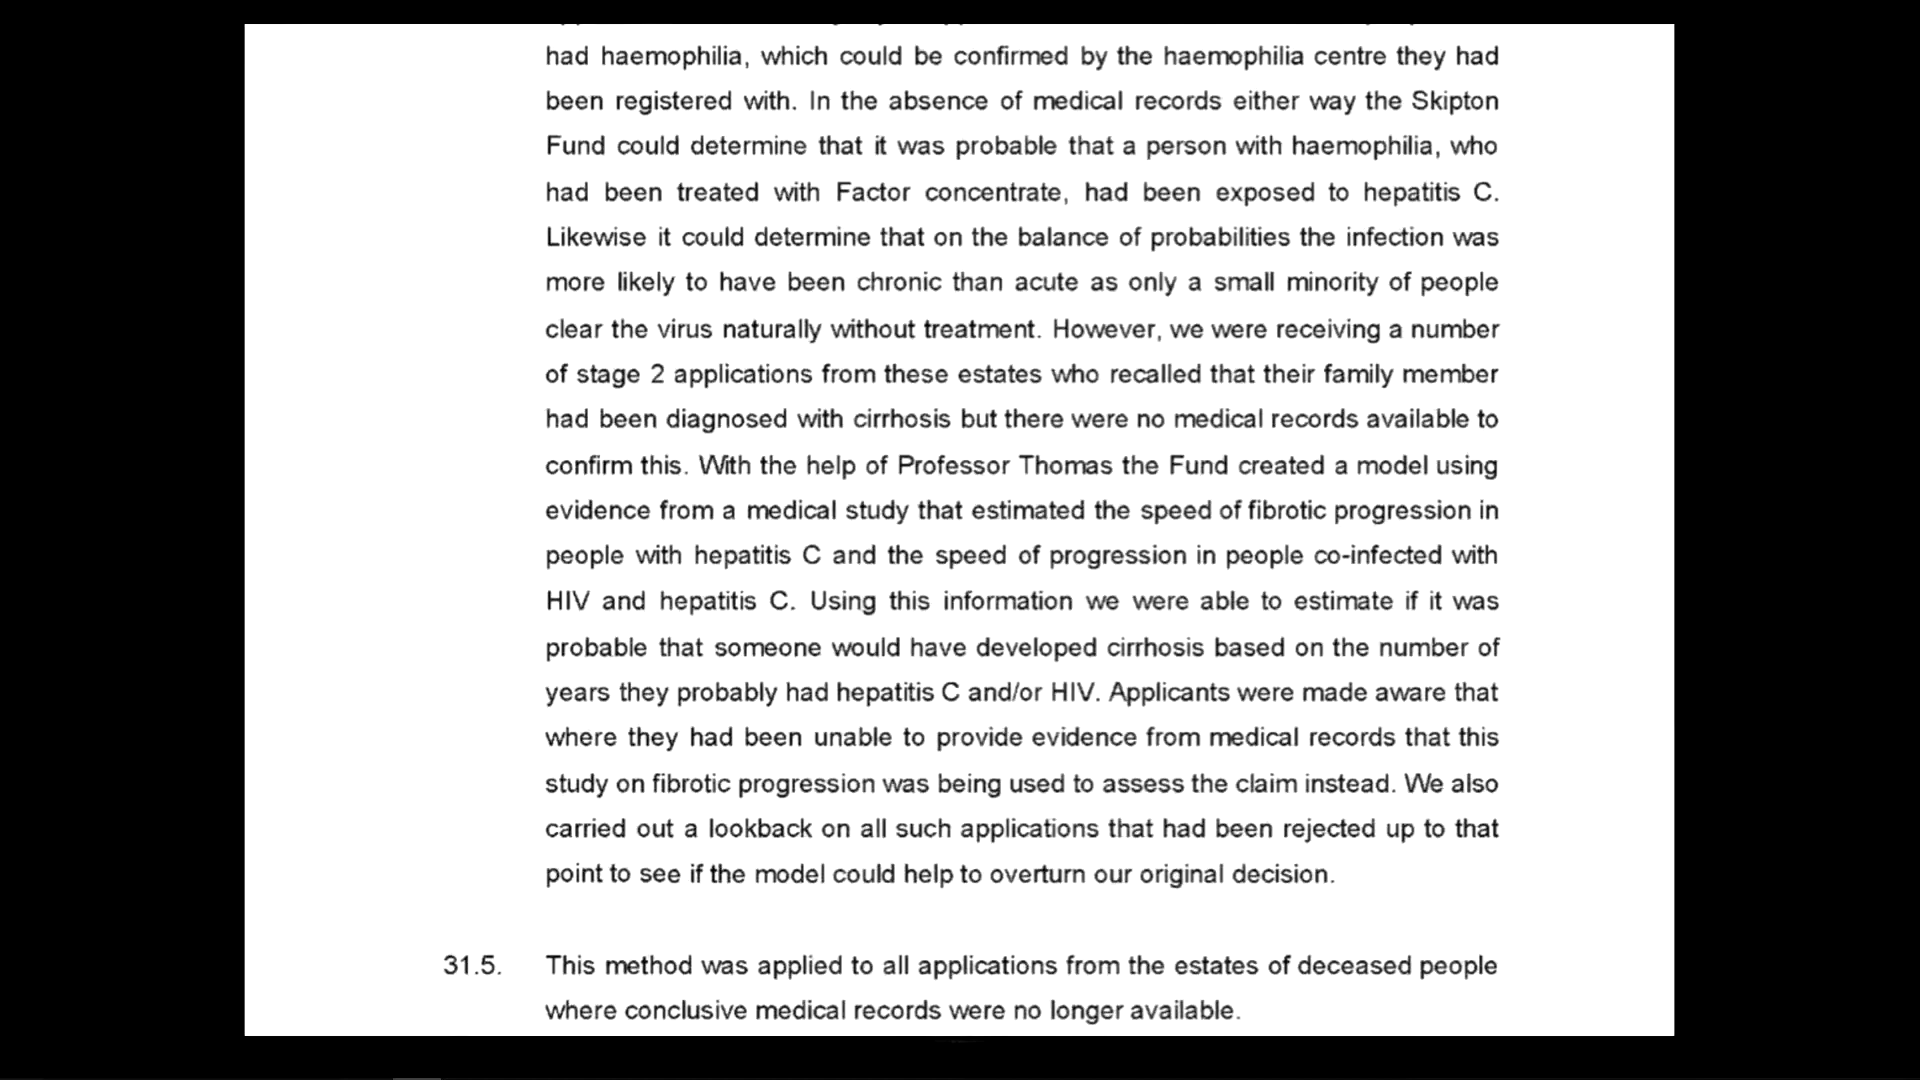 had haemophilia, which could be confirmed by the haemophilia centre they had
been registered with. In the absence of medical records either way the Skipton
Fund could determine that it was probable that a person with haemophilia, who
had been treated with Factor concentrate, had been exposed to hepatitis C.
Likewise it could determine that on the balance of probabilities the infection was
more likely to have been chronic than acute as only a small minority of people
clear the virus naturally without treatment. However, we were receiving a number
of stage 2 applications from these estates who recalled that their family member
had been diagnosed with cirrhosis but there were no medical records available to
confirm this. With the help of Professor Thomas the Fund created a model using
evidence from a medical study that estimated the speed of fibrotic progression in
people with hepatitis C and the speed of progression in people co-infected with
HIV and hepatitis C. Using this information we were able to estimate if it was
probable that someone would have developed cirrhosis based on the number of
years they probably had hepatitis C and/or HIV. Applicants were made aware that
where they had been unable to provide evidence from medical records that this
study on fibrotic progression was being used to assess the claim instead. We also
carried out a lookback on all such applications that had been rejected up to that
point to see if the model could help to overturn our original decision.
31.5. This method was applied to all applications from the estates of deceased people
where conclusive medical records were no longer available.